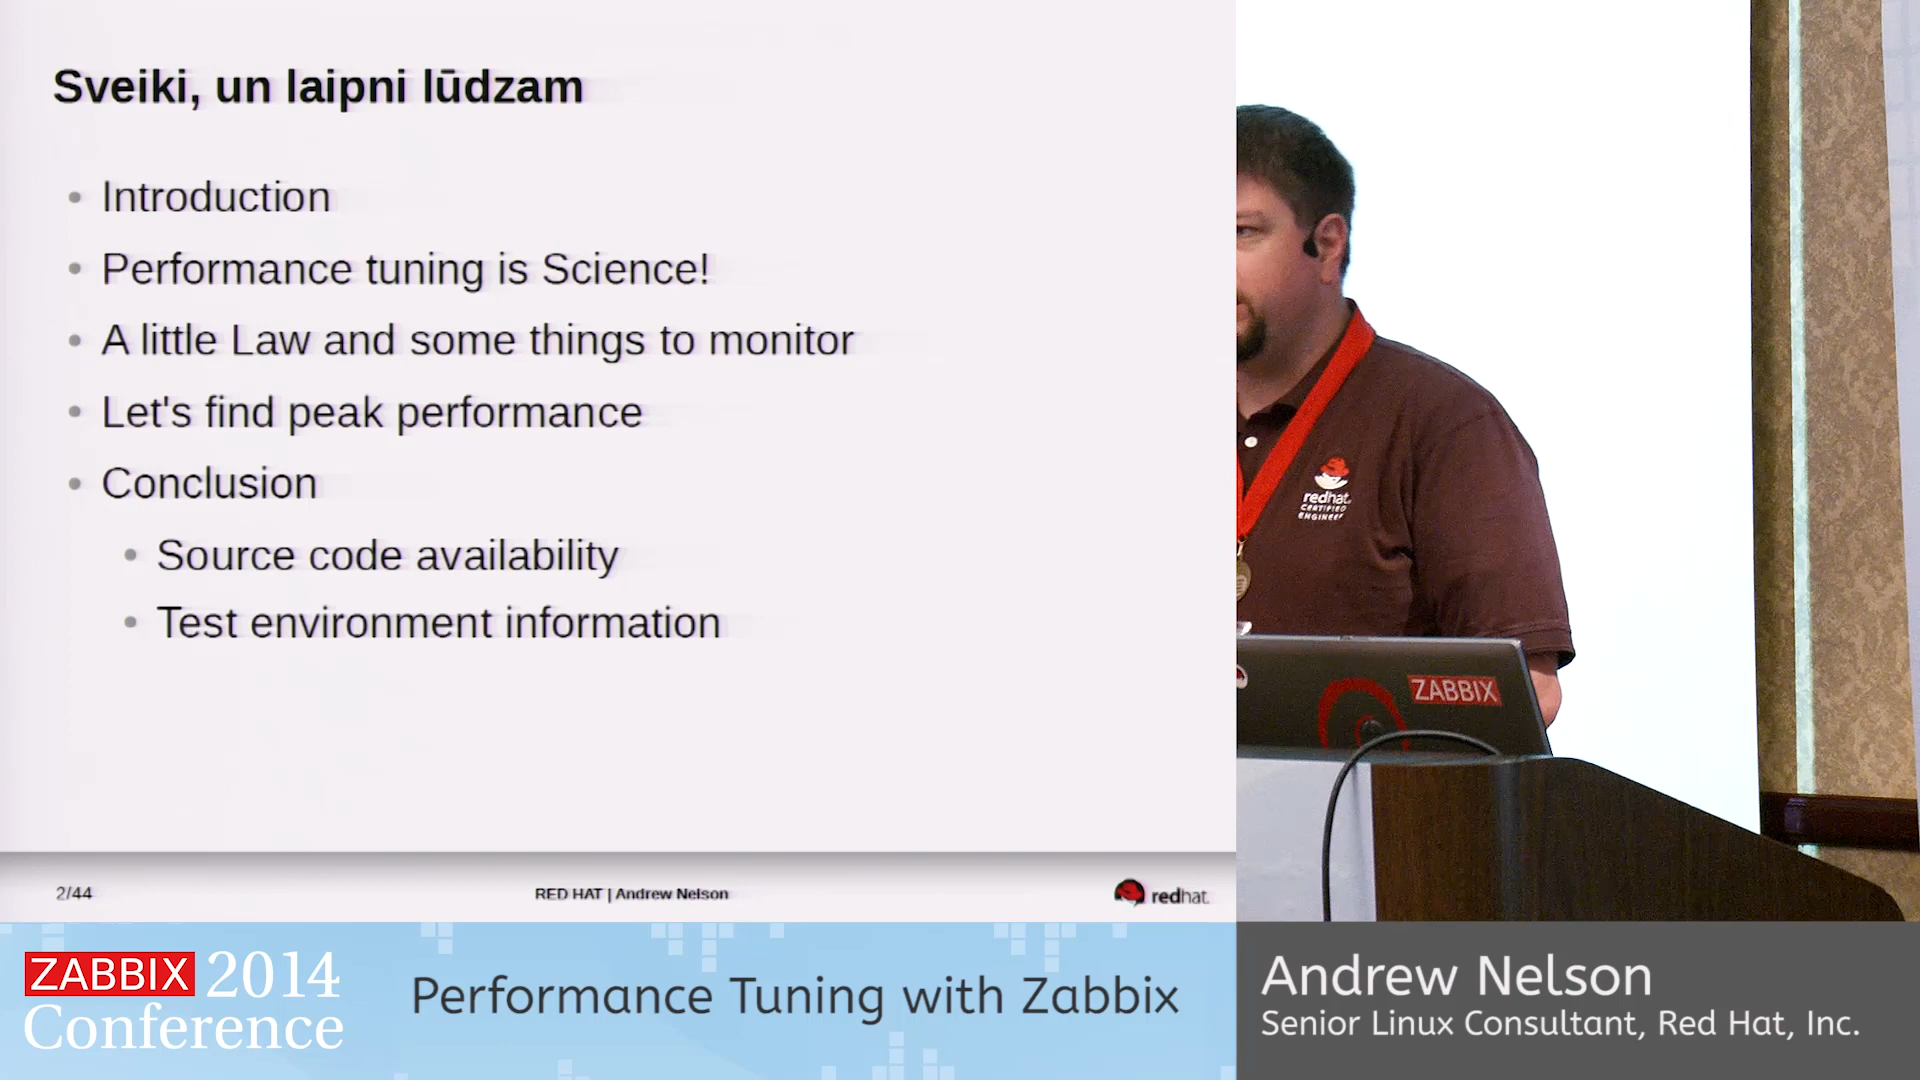 Sveiki, un laipni lūdzam
Introduction
Performance tuning is Science!
A little Law and some things to monitor
Let's find peak performance
Conclusion
Source code availability
Test environment information
2/44
RED HAT | Andrew Nelson
redhat.
redhat.
CERTIFIED
ENGINEER
ZABBIX
ZABBIX 2014
Conference
Performance Tuning with Zabbix
Andrew Nelson
Senior Linux Consultant, Red Hat, Inc.